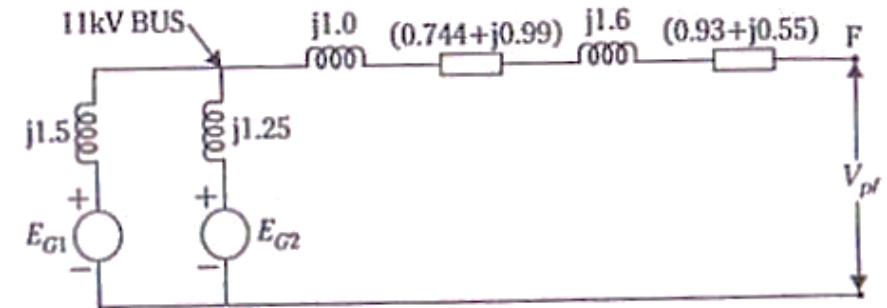 11kV BUS
j1.0
(0.744+j0.99)
j1.6
(0.93+j0.55)
F
j1.5
j1.25
+
+
E_G1
E_G2
−
−
V_pf